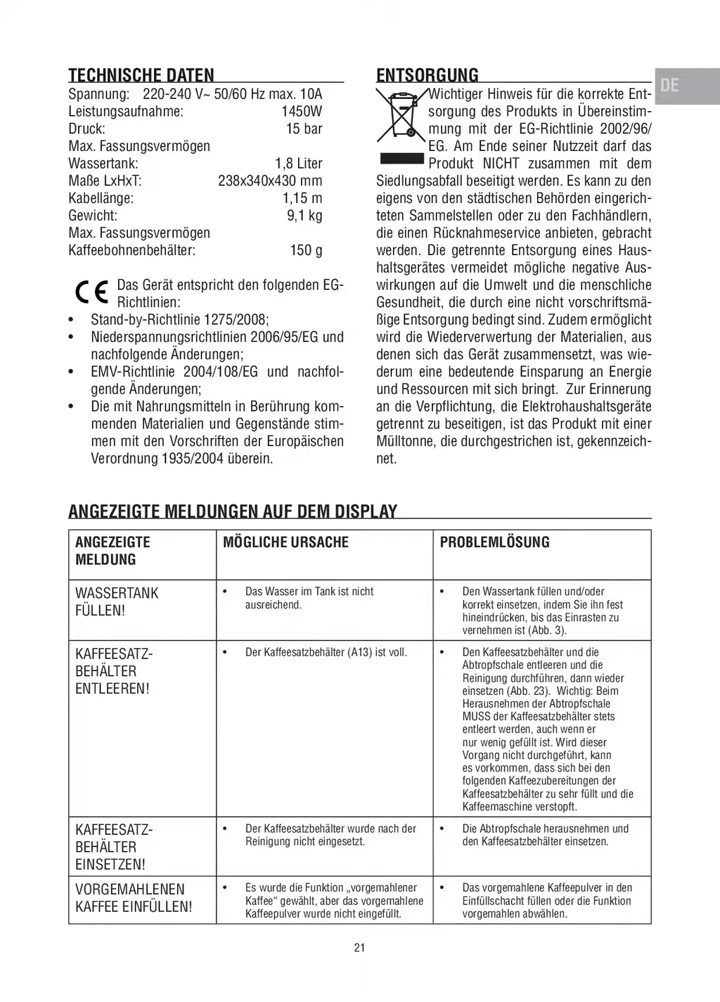 TECHNISCHE DATEN
Spannung: 220-240 V~ 50/60 Hz max. 10A
Leistungsaufnahme: 1450W
Druck: 15 bar
Max. Fassungsvermögen
Wassertank: 1,8 Liter
Maße LxHxT: 238x340x430 mm
Kabellänge: 1,15 m
Gewicht: 9,1 kg
Max. Fassungsvermögen
Kaffeebohnenbehälter: 150 g
CE Das Gerät entspricht den folgenden EG-
Richtlinien:
• Stand-by-Richtlinie 1275/2008;
• Niederspannungsrichtlinien 2006/95/EG und
nachfolgende Änderungen;
• EMV-Richtlinie 2004/108/EG und nachfol-
gende Änderungen;
• Die mit Nahrungsmitteln in Berührung kom-
menden Materialien und Gegenstände stim-
men mit den Vorschriften der Europäischen
Verordnung 1935/2004 überein.
ENTSORGUNG
DE
Wichtiger Hinweis für die korrekte Ent-
sorgung des Produkts in Übereinstim-
mung mit der EG-Richtlinie 2002/96/
EG. Am Ende seiner Nutzzeit darf das
Produkt NICHT zusammen mit dem
Siedlungsabfall beseitigt werden. Es kann zu den
eigens von den städtischen Behörden eingerich-
teten Sammelstellen oder zu den Fachhändlern,
die einen Rücknahmeservice anbieten, gebracht
werden. Die getrennte Entsorgung eines Haus-
haltsgerätes vermeidet mögliche negative Aus-
wirkungen auf die Umwelt und die menschliche
Gesundheit, die durch eine nicht vorschriftsmä-
ßige Entsorgung bedingt sind. Zudem ermöglicht
wird die Wiederverwertung der Materialien, aus
denen sich das Gerät zusammensetzt, was wie-
derum eine bedeutende Einsparung an Energie
und Ressourcen mit sich bringt. Zur Erinnerung
an die Verpflichtung, die Elektrohaushaltsgeräte
getrennt zu beseitigen, ist das Produkt mit einer
Mülltonne, die durchgestrichen ist, gekennzeich-
net.
ANGEZEIGTE MELDUNGEN AUF DEM DISPLAY
ANGEZEIGTE
MELDUNG
MÖGLICHE URSACHE
PROBLEMLÖSUNG
WASSERTANK
FÜLLEN!
• Das Wasser im Tank ist nicht
ausreichend.
• Den Wassertank füllen und/oder
korrekt einsetzen, indem Sie ihn fest
hineindrücken, bis das Einrasten zu
vernehmen ist (Abb. 3).
KAFFEESATZ-
BEHÄLTER
ENTLEEREN!
• Der Kaffeesatzbehälter (A13) ist voll.
• Den Kaffeesatzbehälter und die
Abtropfschale entleeren und die
Reinigung durchführen, dann wieder
einsetzen (Abb. 23). Wichtig: Beim
Herausnehmen der Abtropfschale
MUSS der Kaffeesatzbehälter stets
entleert werden, auch wenn er
nur wenig gefüllt ist. Wird dieser
Vorgang nicht durchgeführt, kann
es vorkommen, dass sich bei den
folgenden Kaffeezubereitungen der
Kaffeesatzbehälter zu sehr füllt und die
Kaffeemaschine verstopft.
KAFFEESATZ-
BEHÄLTER
EINSETZEN!
• Der Kaffeesatzbehälter wurde nach der
Reinigung nicht eingesetzt.
• Die Abtropfschale herausnehmen und
den Kaffeesatzbehälter einsetzen.
VORGEMAHLENEN
KAFFEE EINFÜLLEN!
• Es wurde die Funktion „vorgemahlener
Kaffee“ gewählt, aber das vorgemahlene
Kaffeepulver wurde nicht eingefüllt.
• Das vorgemahlene Kaffeepulver in den
Einfüllschacht füllen oder die Funktion
vorgemahlen abwählen.
21